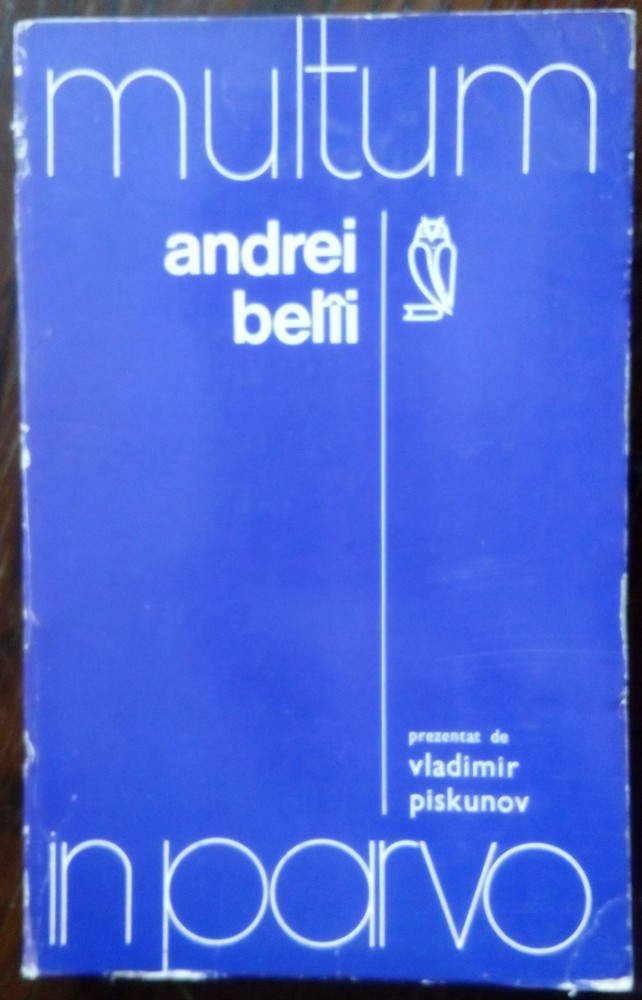 multum
andrei
belîi
prezentat de
vladimir
piskunov
in parvo